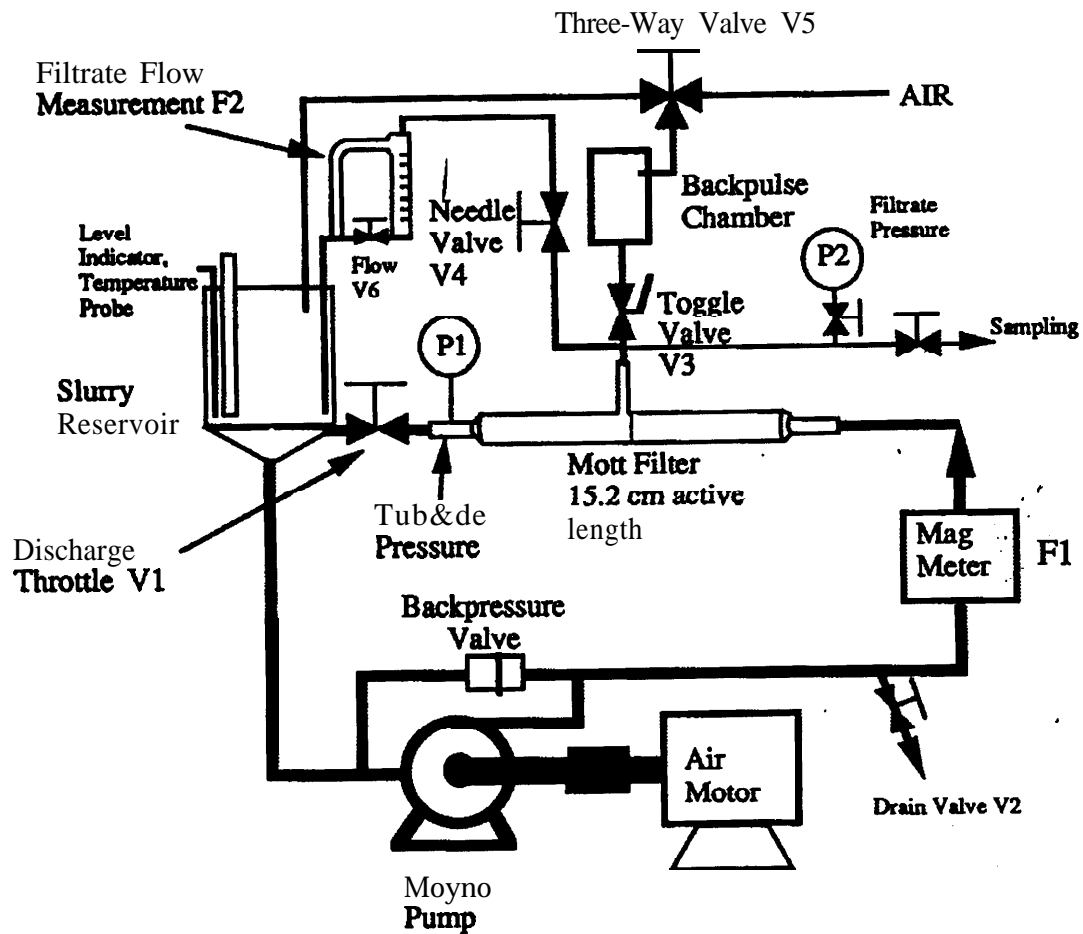 Three-Way Valve V5
Filtrate Flow
Measurement F2
AIR
Backpulse
Chamber
Needle
Valve
V4
Filtrate
Pressure
P2
Level
Indicator,
Temperature
Probe
Flow
V6
Toggle
Valve
V3
Sampling
P1
Slurry
Reservoir
Mott Filter
15.2 cm active
length
Tub&de
Pressure
Discharge
Throttle V1
Mag
Meter
F1
Backpressure
Valve
Air
Motor
Drain Valve V2
Moyno
Pump